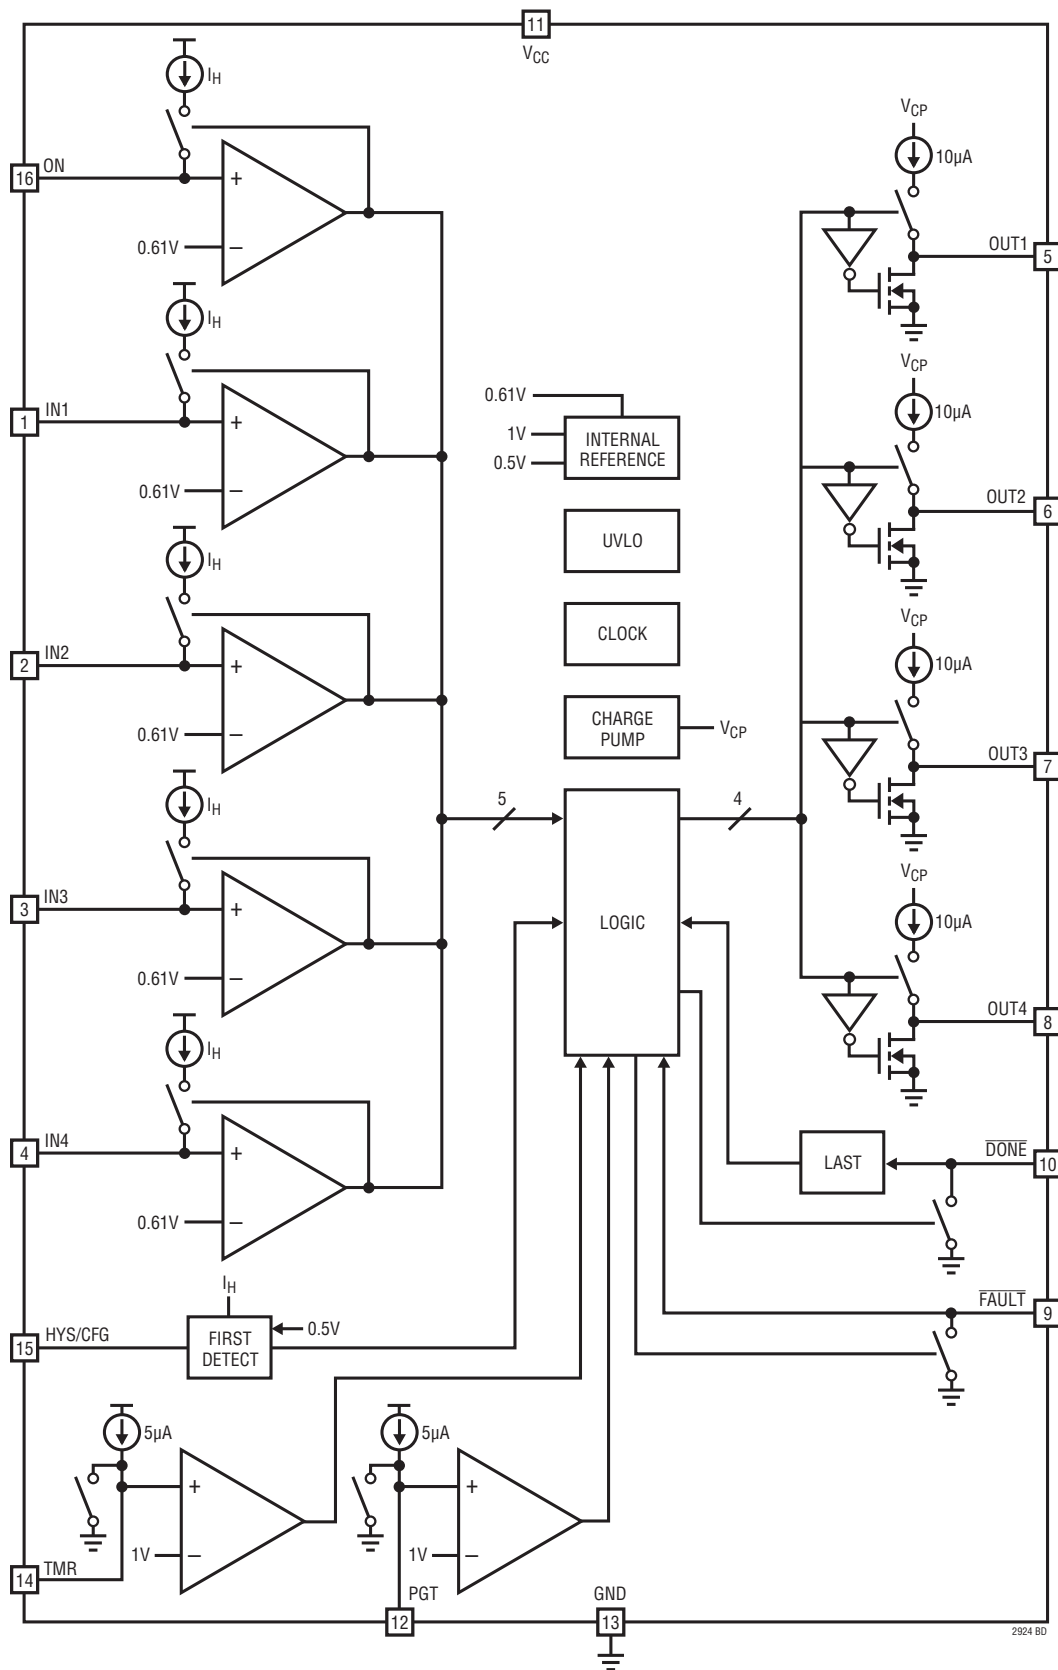 11
VCC
IH
ON
16
+
0.61V
–
IH
IN1
1
+
0.61V
–
IH
IN2
2
+
0.61V
–
IH
IN3
3
+
0.61V
–
IH
IN4
4
+
0.61V
–
0.61V
1V
0.5V
INTERNAL
REFERENCE
UVLO
CLOCK
CHARGE
PUMP
VCP
5
LOGIC
4
VCP
10µA
OUT1
5
VCP
10µA
OUT2
6
VCP
10µA
OUT3
7
VCP
10µA
OUT4
8
LAST
DONE
10
FAULT
9
IH
HYS/CFG
15
FIRST
DETECT
0.5V
5µA
+
1V
–
TMR
14
5µA
+
1V
–
PGT
12
GND
13
2924 BD